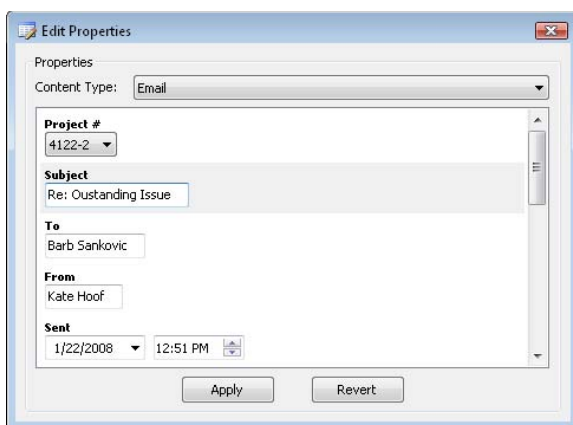 Edit Properties
Properties
Content Type: Email
Project #
4122-2
Subject
Re: Oustanding Issue
To
Barb Sankovic
From
Kate Hoof
Sent
1/22/2008 12:51 PM
Apply Revert